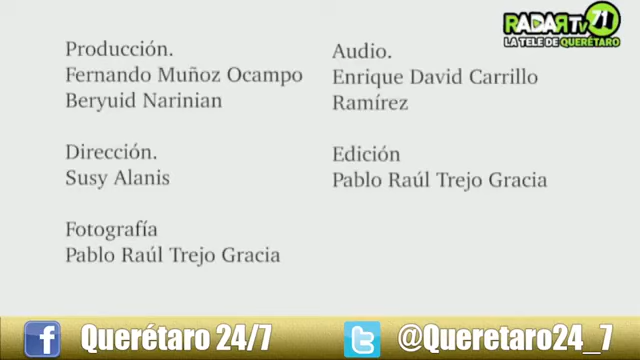 RADAR TV 71
LA TELE DE QUERÉTARO
Producción.
Fernando Muñoz Ocampo
Beryuid Narinian
Dirección.
Susy Alanis
Fotografía
Pablo Raúl Trejo Gracia
Audio.
Enrique David Carrillo
Ramírez
Edición
Pablo Raúl Trejo Gracia
f Querétaro 24/7
@Queretaro24_7